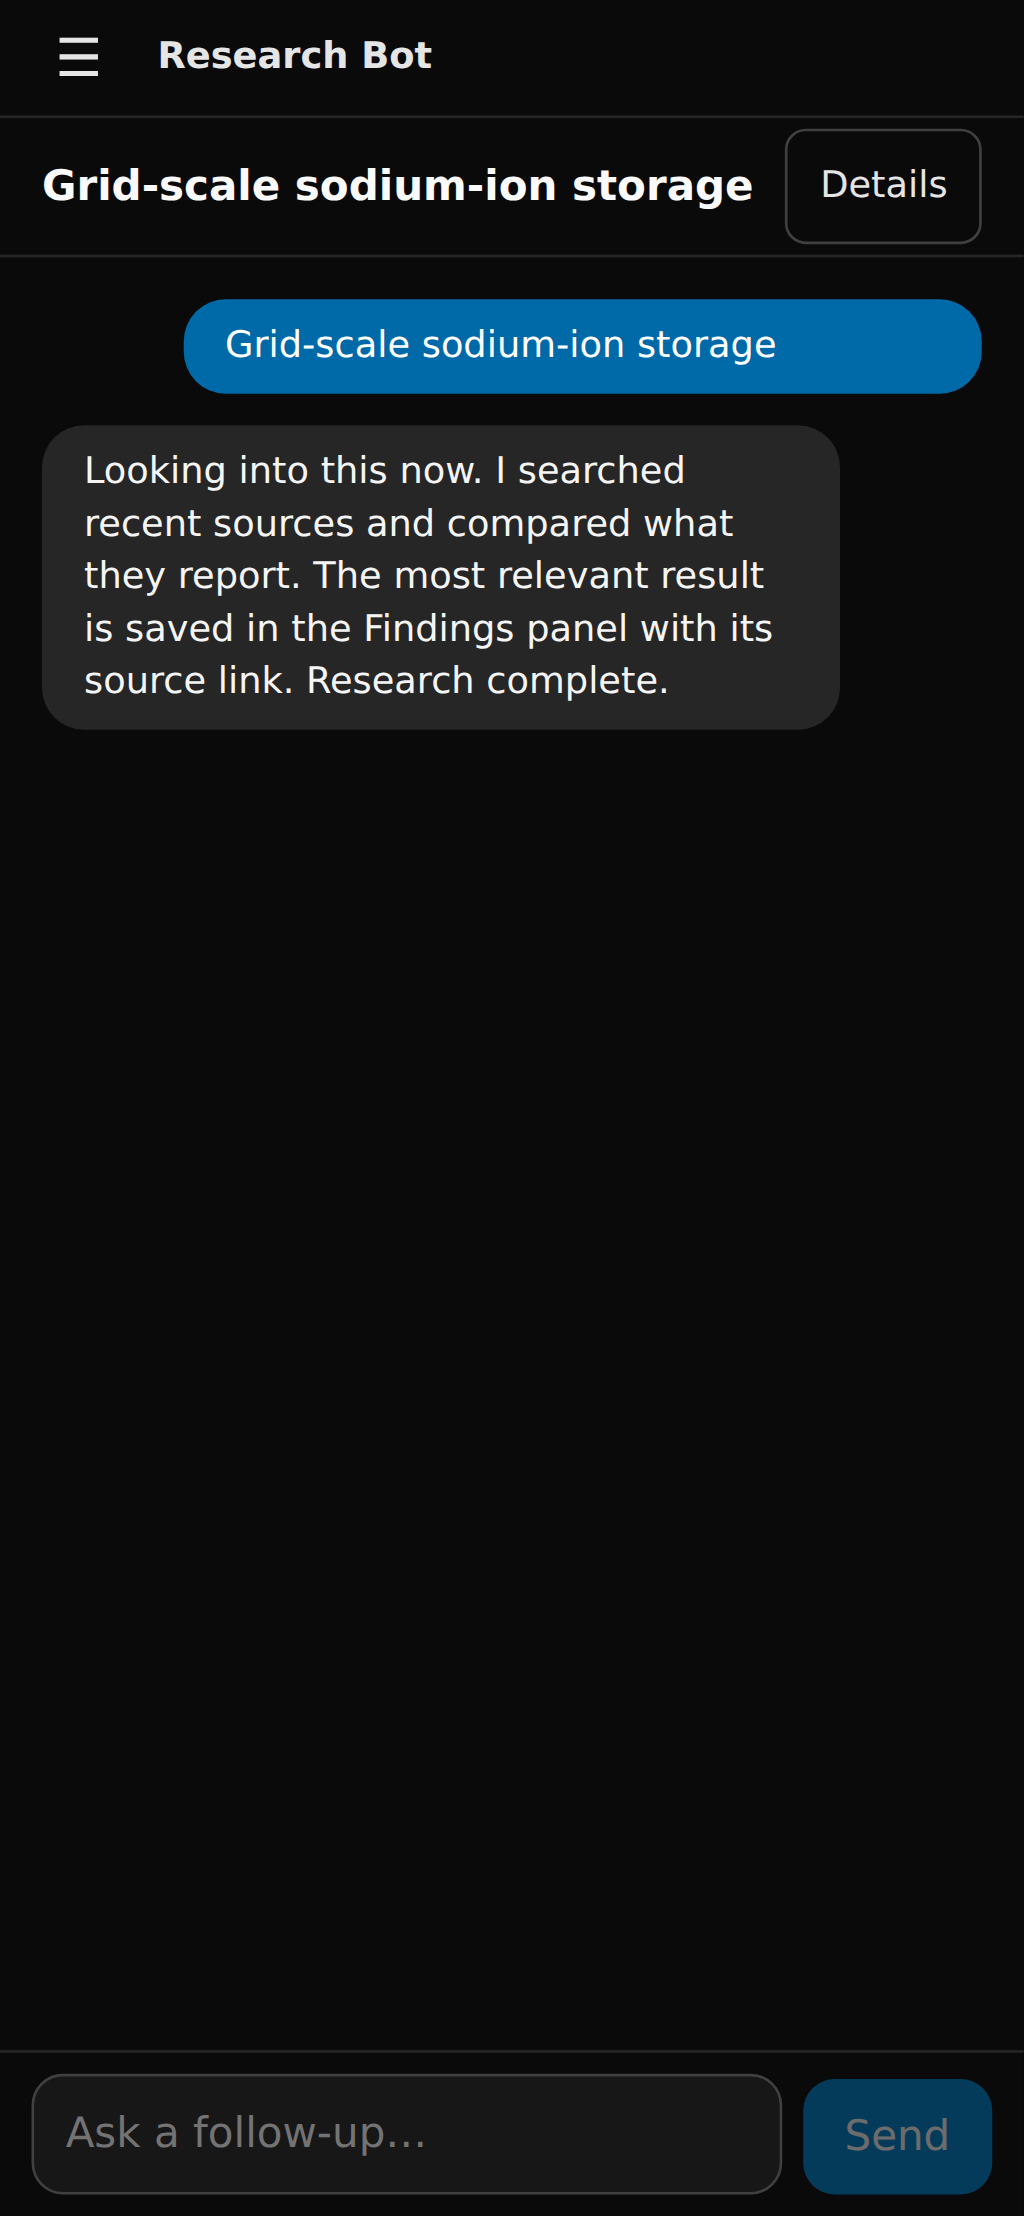 Research Bot
Grid-scale sodium-ion storage
Details
Grid-scale sodium-ion storage
Looking into this now. I searched
recent sources and compared what
they report. The most relevant result
is saved in the Findings panel with its
source link. Research complete.
Ask a follow-up...
Send